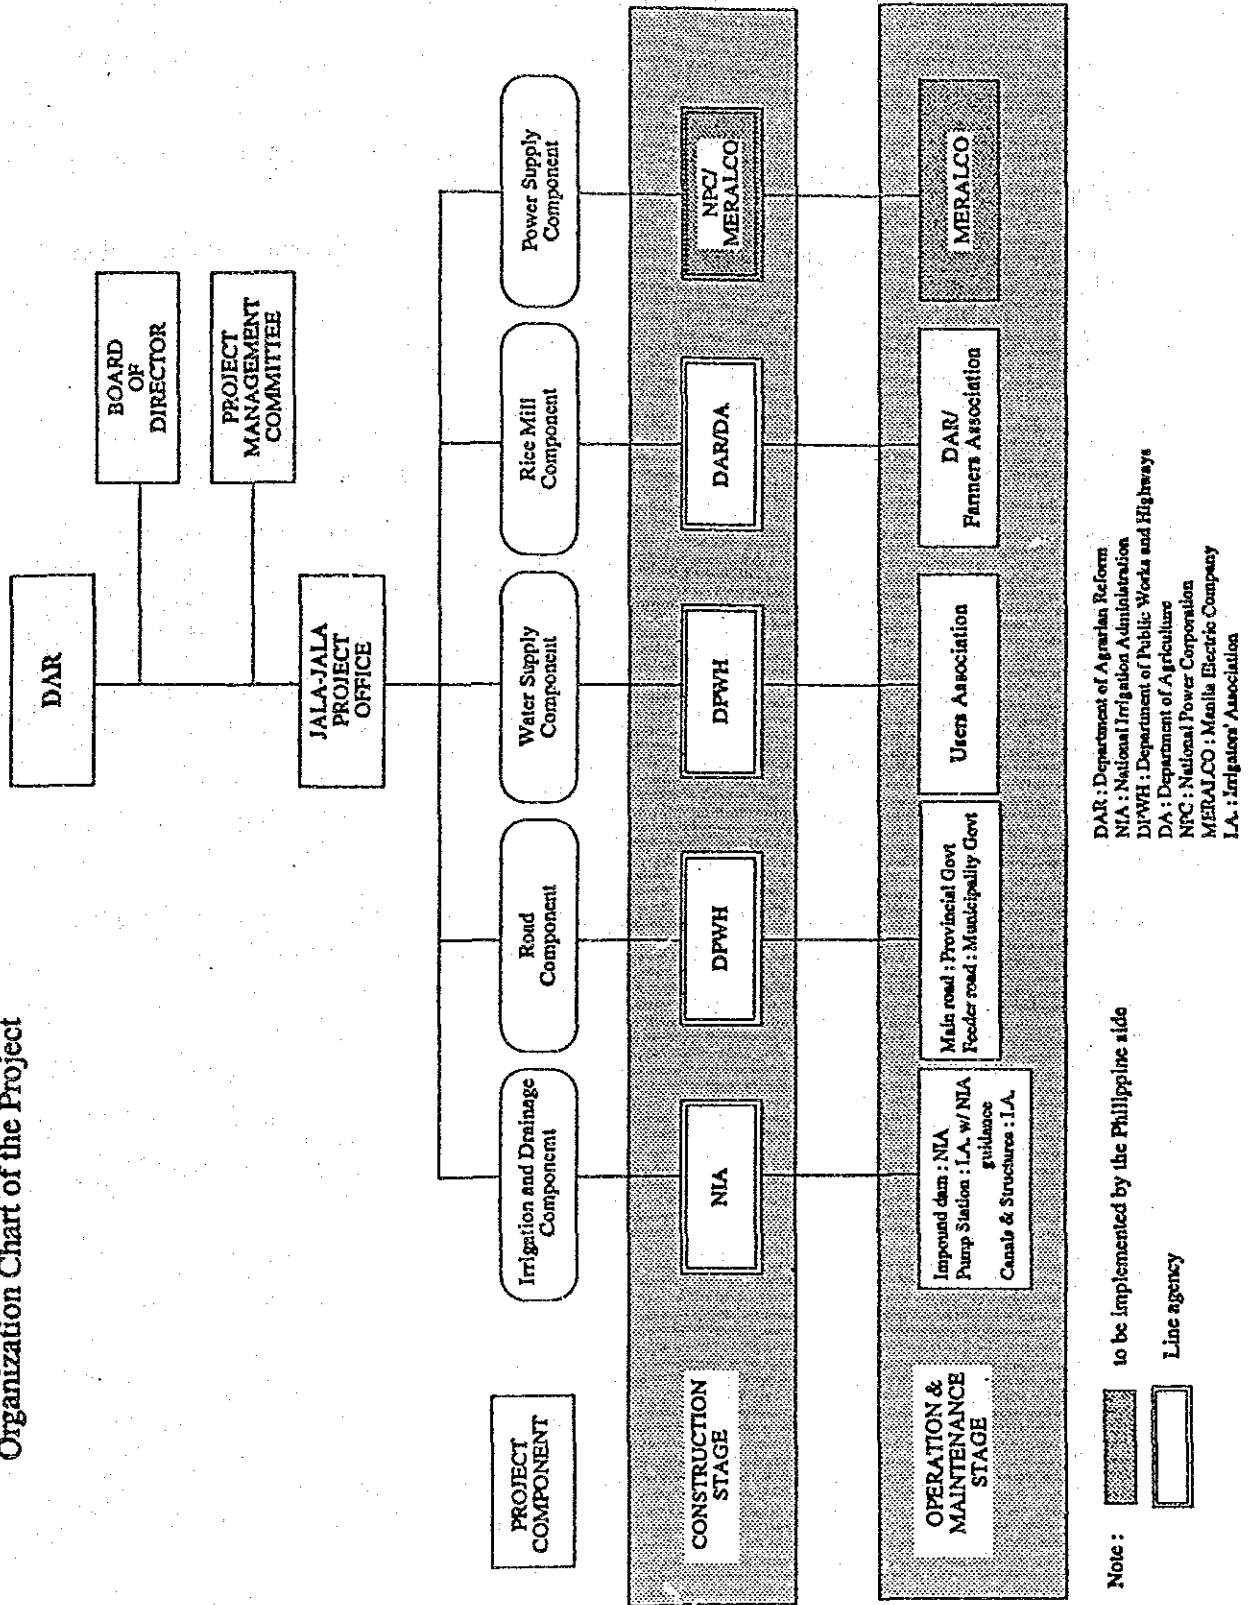 Organization Chart of the Project
DAR
BOARD
OF
DIRECTOR
PROJECT
MANAGEMENT
COMMITTEE
JALA-JALA
PROJECT
OFFICE
PROJECT
COMPONENT
Irrigation and Drainage
Component
Road
Component
Water Supply
Component
Rice Mill
Component
Power Supply
Component
CONSTRUCTION
STAGE
NIA
DPWH
DPWH
DAR/DA
NPC/
MERALCO
OPERATION &
MAINTENANCE
STAGE
Impound dam : NIA
Pump Station : I.A. w/ NIA
guidance
Canals & Structures : I.A.
Main road : Provincial Govt
Feeder road : Municipality Govt
Users Association
DAR/
Farmers Association
MERALCO
Note :
to be implemented by the Philippine side
Line agency
DAR : Department of Agrarian Reform
NIA : National Irrigation Administration
DPWH : Department of Public Works and Highways
DA : Department of Agriculture
NPC : National Power Corporation
MERALCO : Manila Electric Company
I.A. : Irrigators' Association